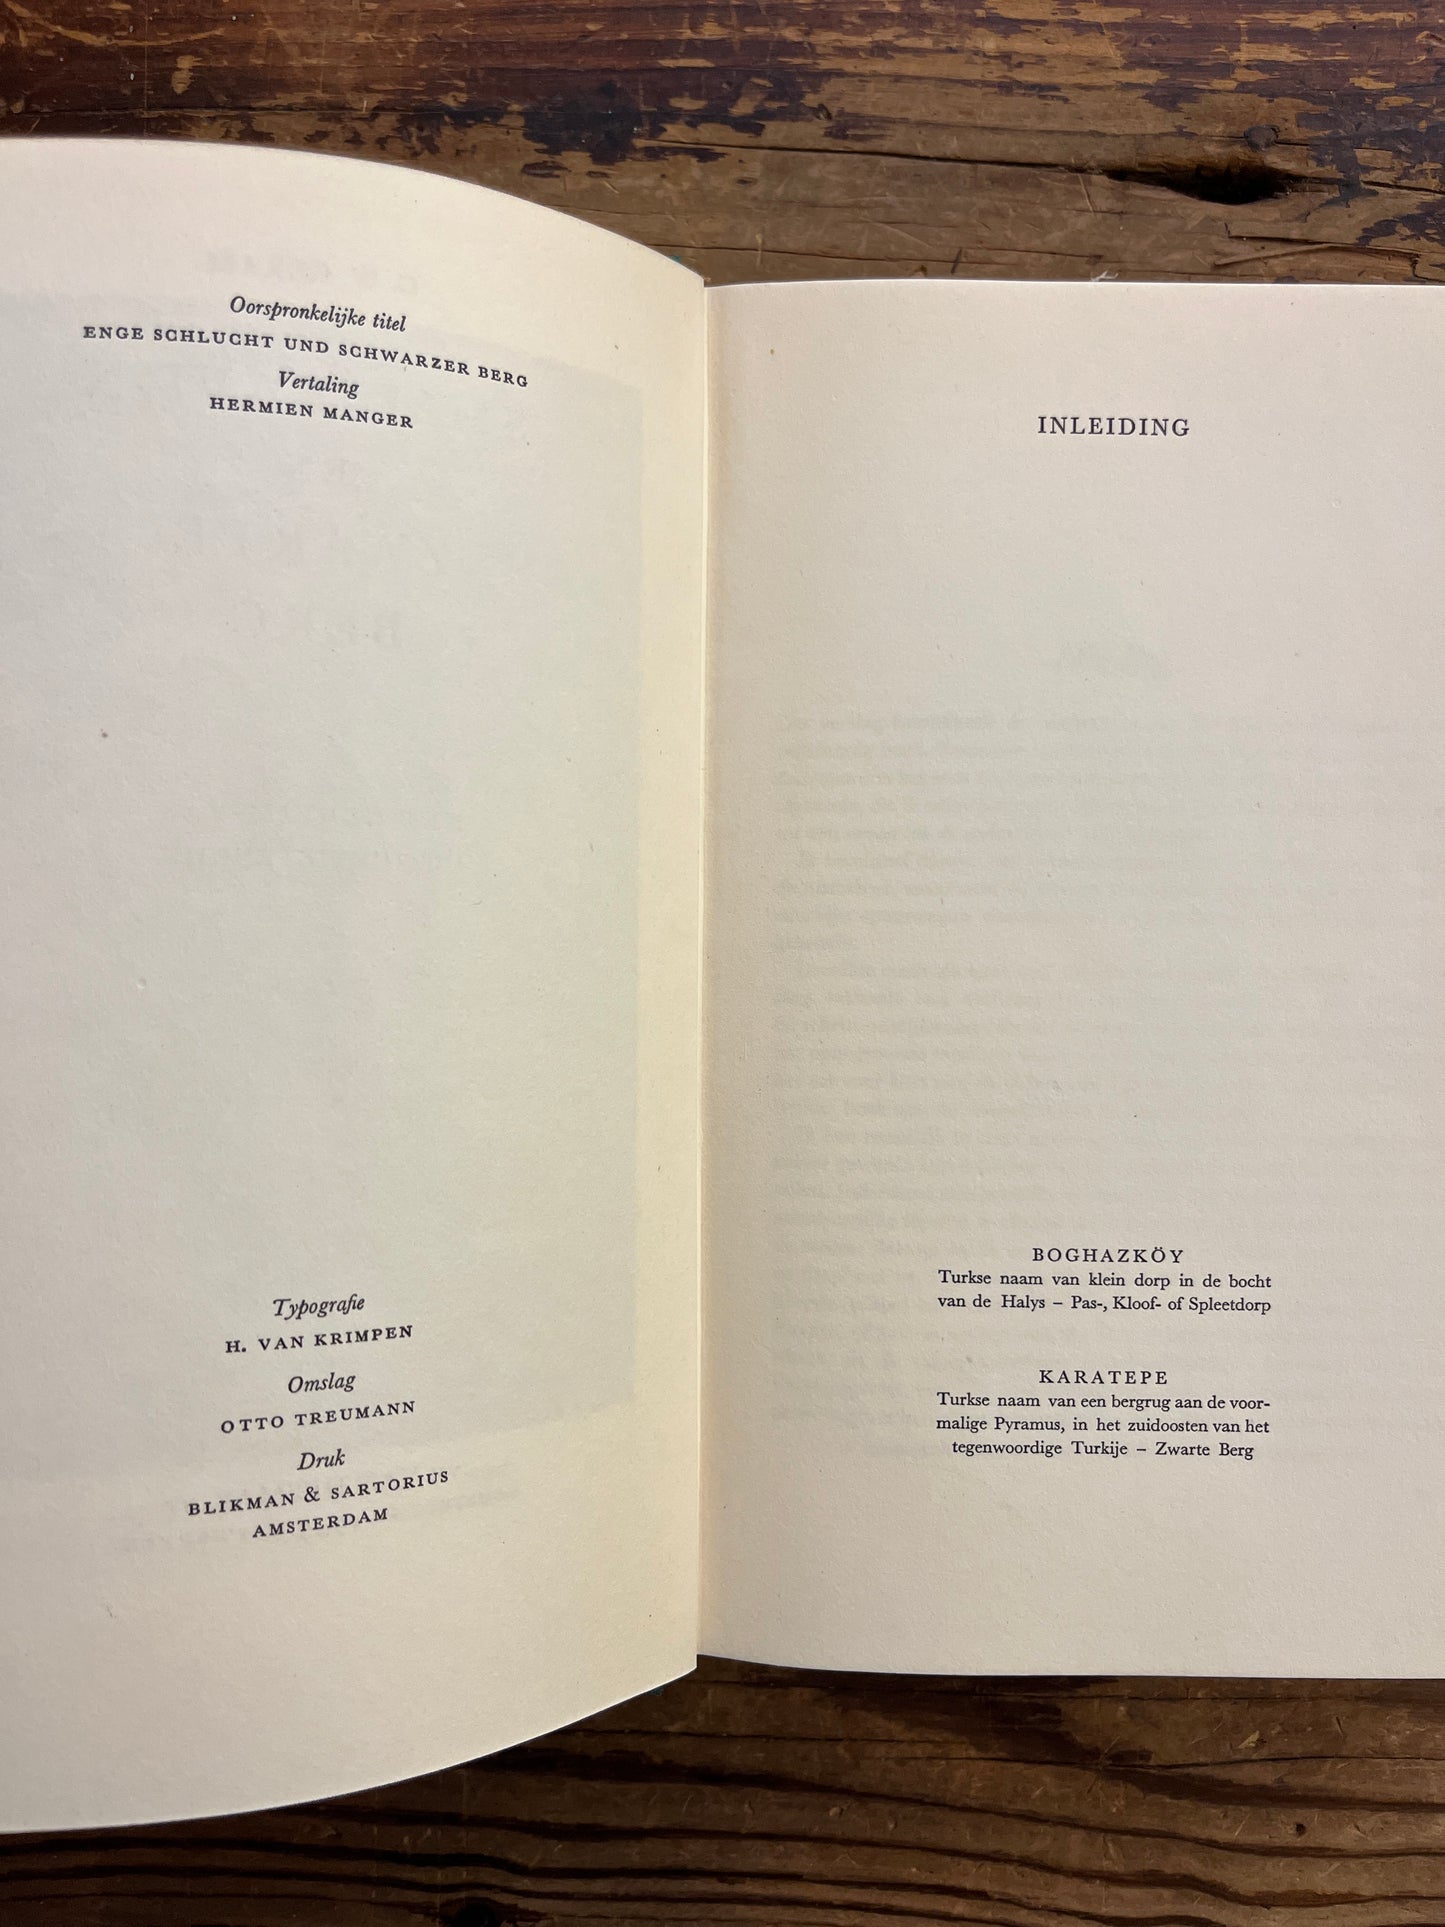 Oorspronkelijke titel
ENGE SCHLUCHT UND SCHWARZER BERG
Vertaling
HERMIEN MANGER
Typografie
H. VAN KRIMPEN
Omslag
OTTO TREUMANN
Druk
BLIKMAN & SARTORIUS
AMSTERDAM
INLEIDING
BOGHAZKÖY
Turkse naam van klein dorp in de bocht
van de Halys – Pas-, Kloof- of Spleetdorp
KARATEPE
Turkse naam van een bergrug aan de voor-
malige Pyramus, in het zuidoosten van het
tegenwoordige Turkije – Zwarte Berg